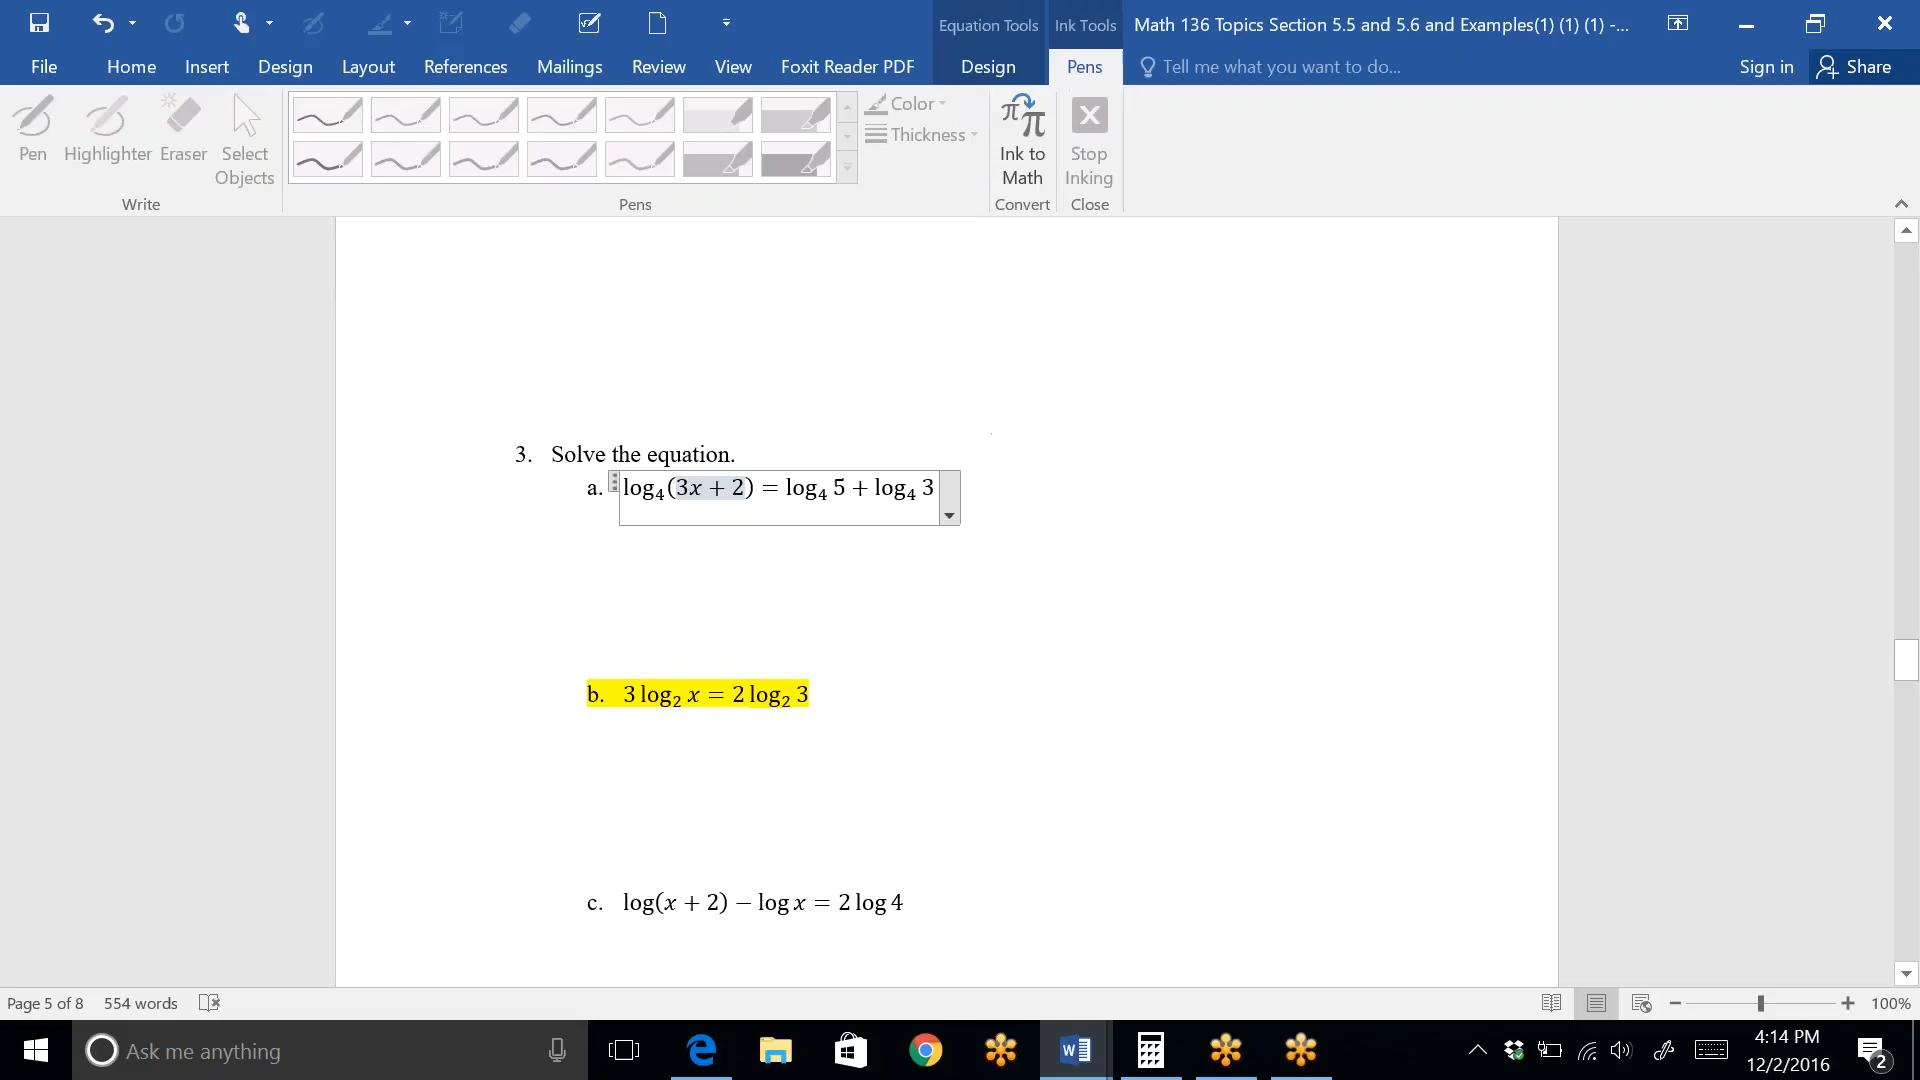 Equation Tools Ink Tools Math 136 Topics Section 5.5 and 5.6 and Examples(1) (1) (1) -...
File Home Insert Design Layout References Mailings Review View Foxit Reader PDF Design Pens Tell me what you want to do... Sign in Share
Pen Highlighter Eraser Select Objects
Color
Thickness
Ink to Math
Stop Inking
Write Pens Convert Close
3. Solve the equation.
a. log₄(3x + 2) = log₄ 5 + log₄ 3
b. 3 log₂ x = 2 log₂ 3
c. log(x + 2) − log x = 2 log 4
Page 5 of 8 554 words 100%
Ask me anything
4:14 PM
12/2/2016
2